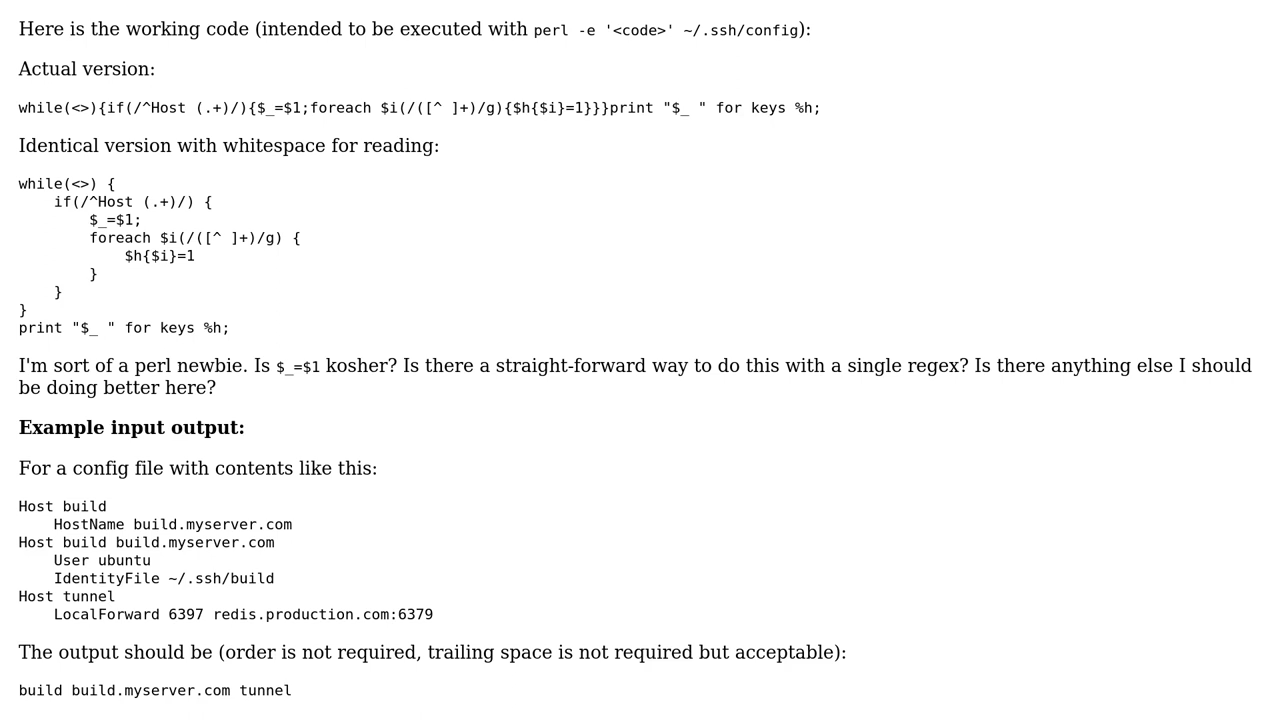 Here is the working code (intended to be executed with perl -e '<code>' ~/.ssh/config):
Actual version:
while(<>){if(/^Host (.+)/){$_=$1;foreach $i(/([^ ]+)/g){$h{$i}=1}}}print "$_ " for keys %h;
Identical version with whitespace for reading:
while(<>) {
    if(/^Host (.+)/) {
        $_=$1;
        foreach $i(/([^ ]+)/g) {
            $h{$i}=1
        }
    }
}
print "$_ " for keys %h;
I'm sort of a perl newbie. Is $_=$1 kosher? Is there a straight-forward way to do this with a single regex? Is there anything else I should
be doing better here?
Example input output:
For a config file with contents like this:
Host build
    HostName build.myserver.com
Host build build.myserver.com
    User ubuntu
    IdentityFile ~/.ssh/build
Host tunnel
    LocalForward 6397 redis.production.com:6379
The output should be (order is not required, trailing space is not required but acceptable):
build build.myserver.com tunnel